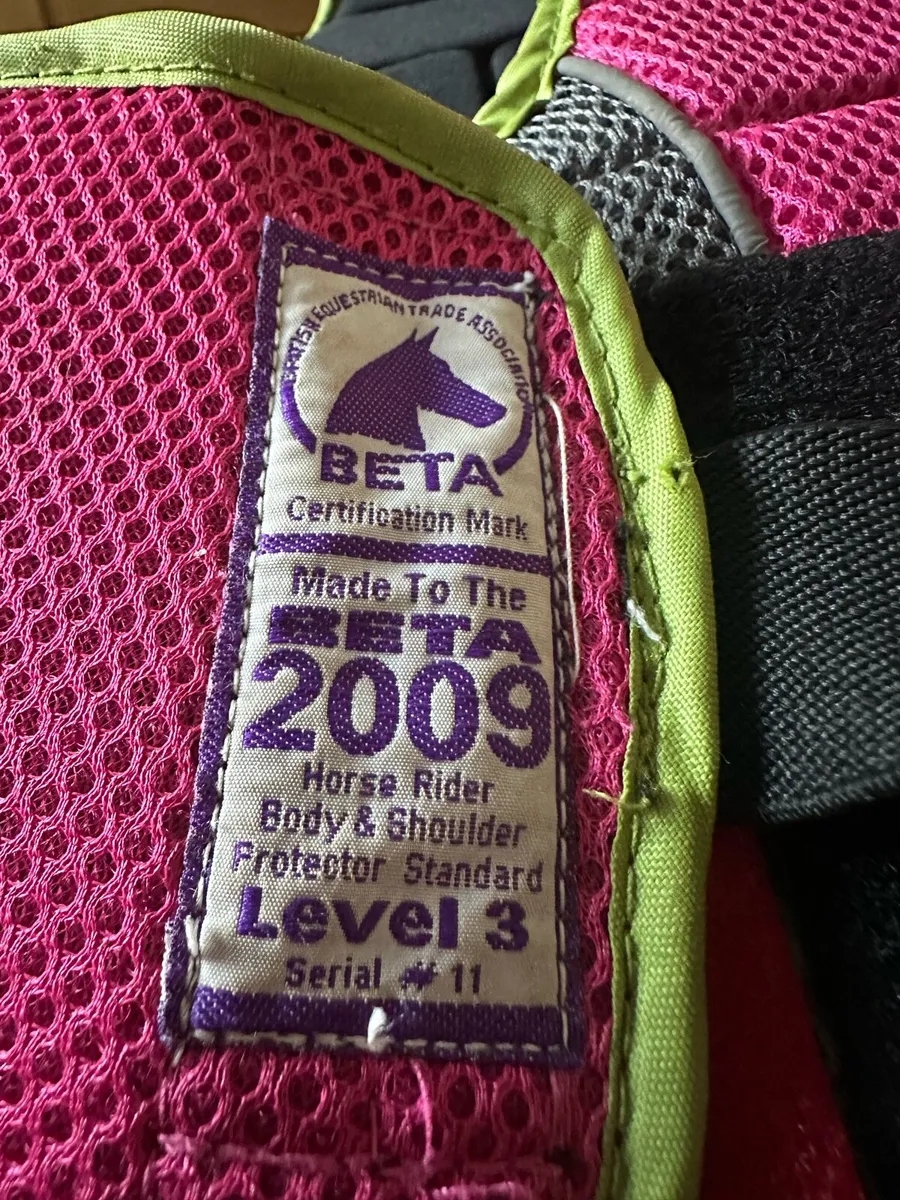 BRITISH EQUESTRIAN TRADE ASSOCIATION
BETA
Certification Mark
Made To The
BETA
2009
Horse Rider
Body & Shoulder
Protector Standard
Level 3
Serial # 11